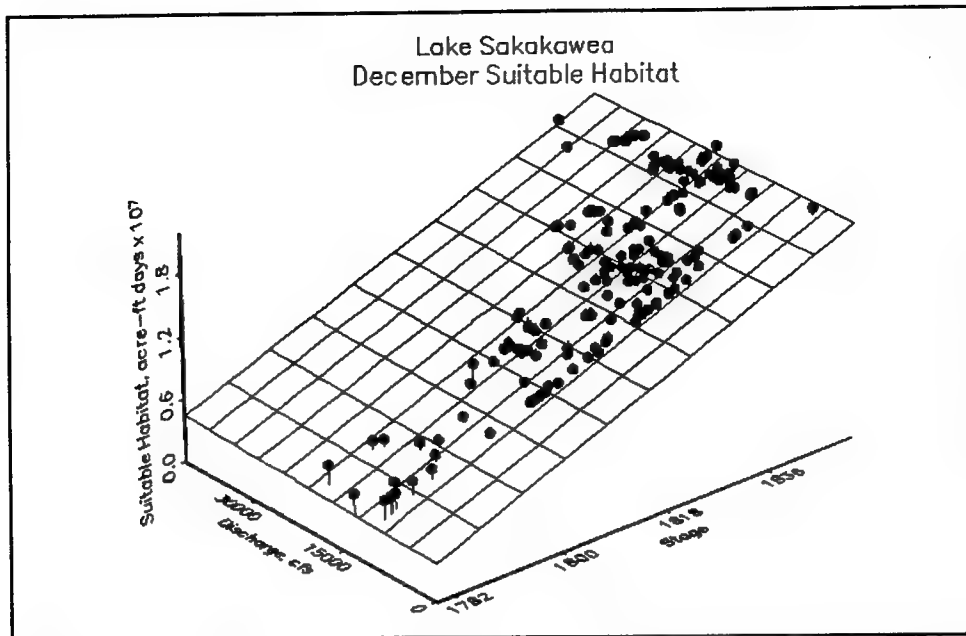 Lake Sakakawea
December Suitable Habitat
Suitable Habitat, acre-ft days x 10⁷
1.8
1.2
0.6
0.0
30000
15000
0
Discharge, cfs
1782
1800
1818
1836
Stage